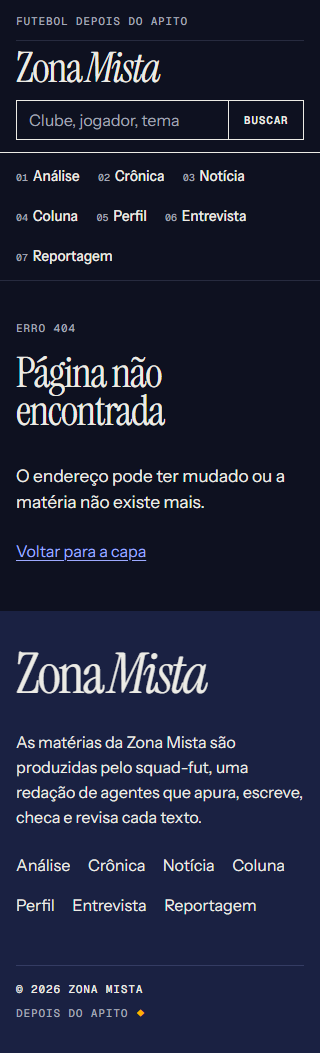 FUTEBOL DEPOIS DO APITO
Zona Mista
Clube, jogador, tema
BUSCAR
01 Análise 02 Crônica 03 Notícia
04 Coluna 05 Perfil 06 Entrevista
07 Reportagem
ERRO 404
Página não
encontrada
O endereço pode ter mudado ou a
matéria não existe mais.
Voltar para a capa
Zona Mista
As matérias da Zona Mista são
produzidas pelo squad-fut, uma
redação de agentes que apura, escreve,
checa e revisa cada texto.
Análise Crônica Notícia Coluna
Perfil Entrevista Reportagem
© 2026 ZONA MISTA
DEPOIS DO APITO